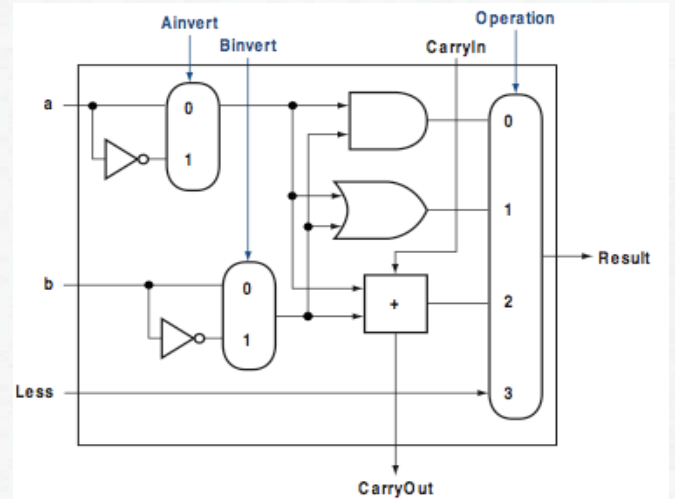 Operation
Ainvert
Binvert
CarryIn
a
0
1
0
1
b
0
1
+
2
Less
3
Result
CarryOut